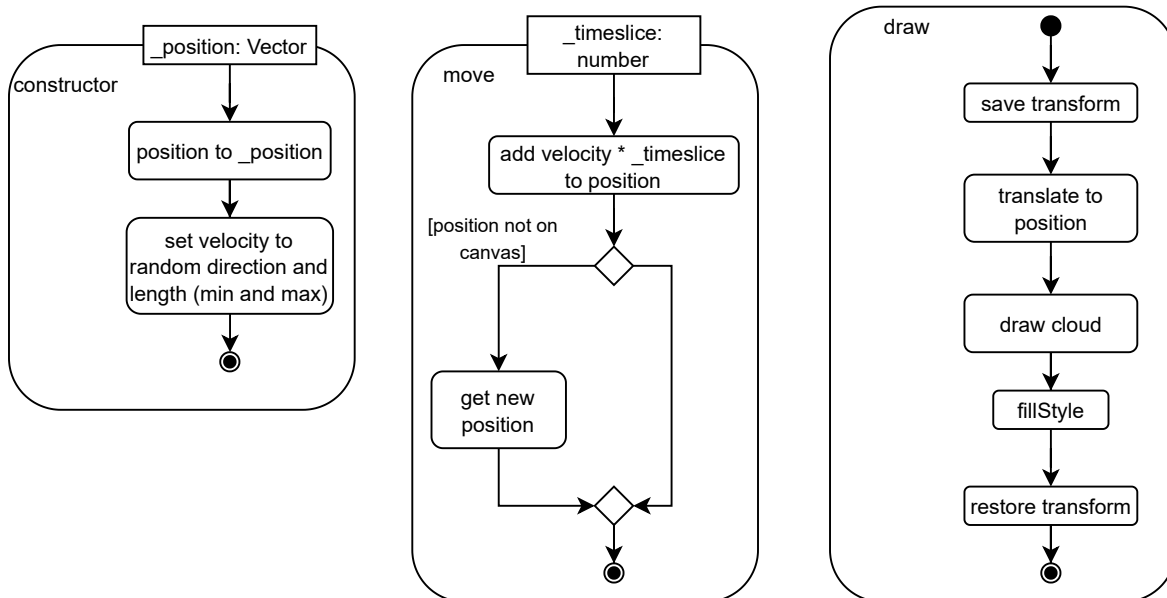 _position: Vector
constructor
position to _position
set velocity to
random direction and
length (min and max)
_timeslice:
number
move
add velocity * _timeslice
to position
[position not on
canvas]
get new
position
draw
save transform
translate to
position
draw cloud
fillStyle
restore transform